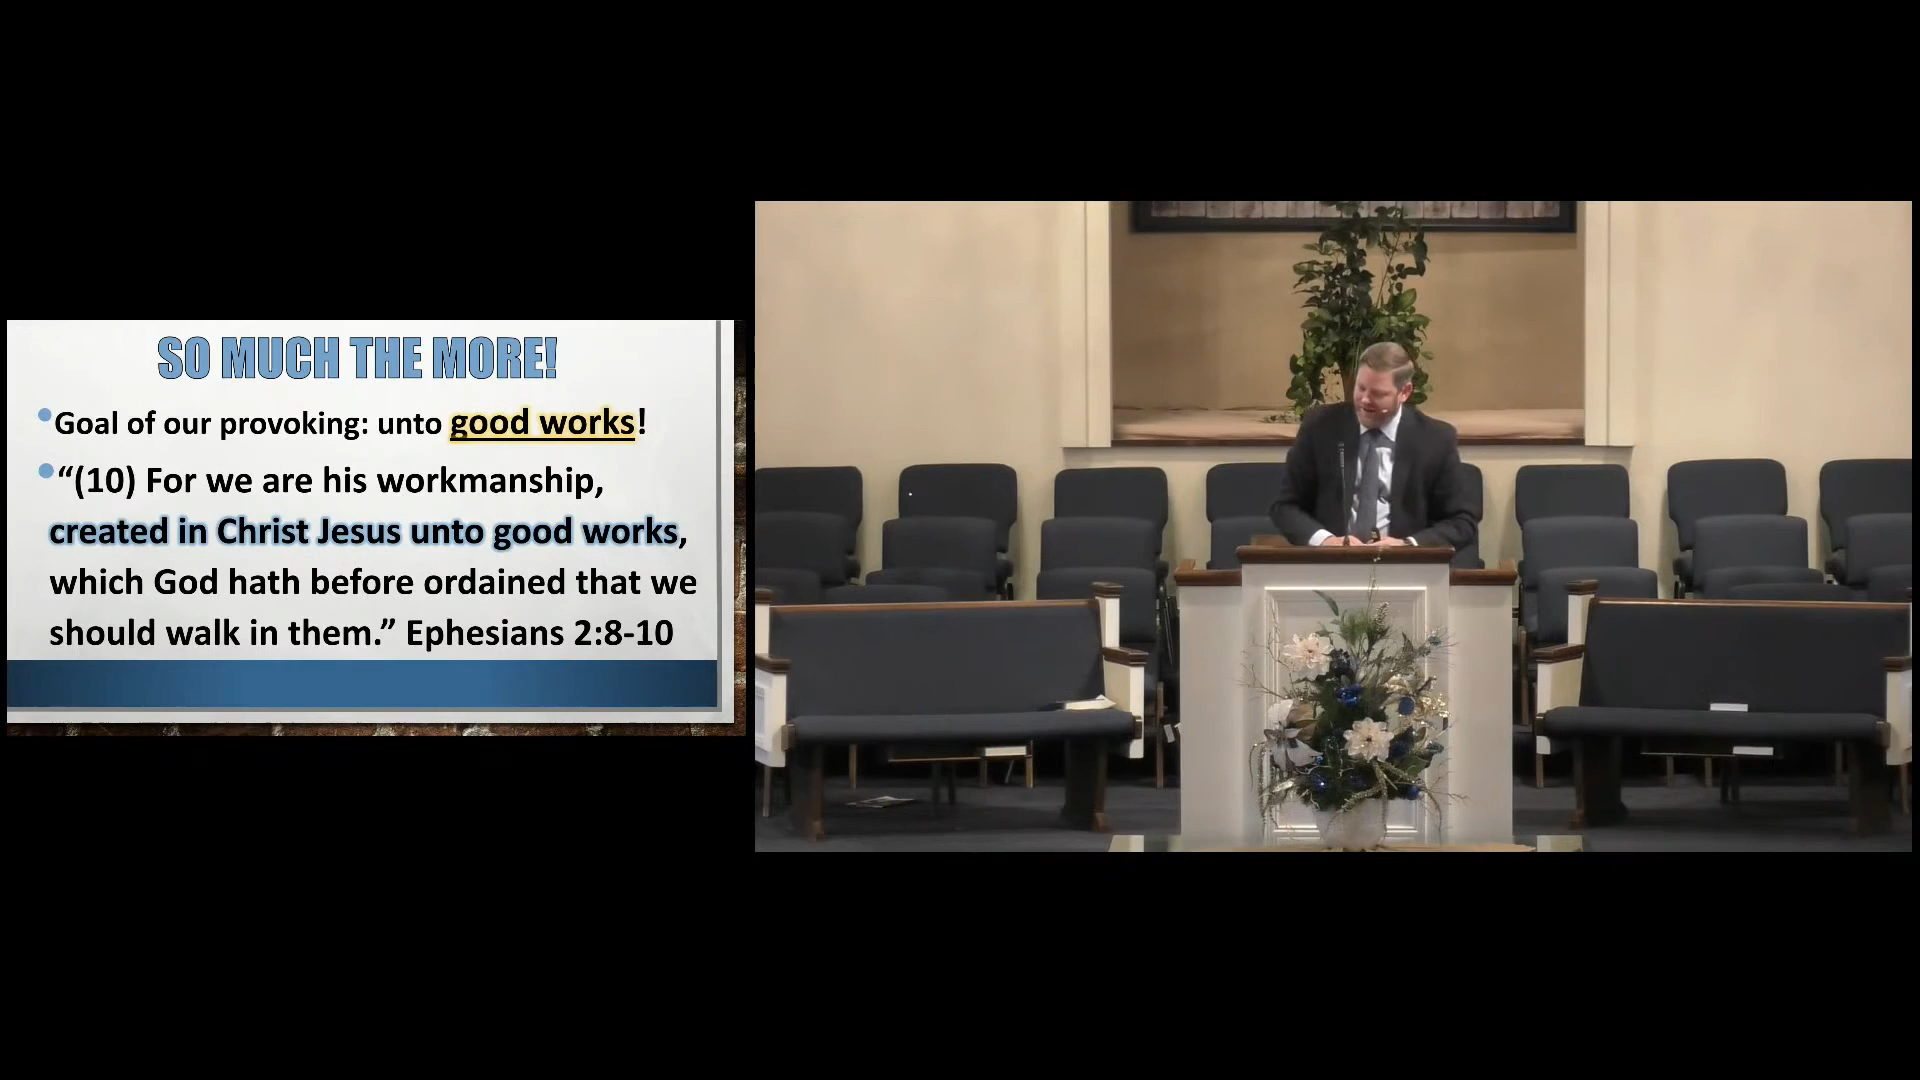 SO MUCH THE MORE!
Goal of our provoking: unto good works!
“(10) For we are his workmanship,
created in Christ Jesus unto good works,
which God hath before ordained that we
should walk in them.” Ephesians 2:8-10